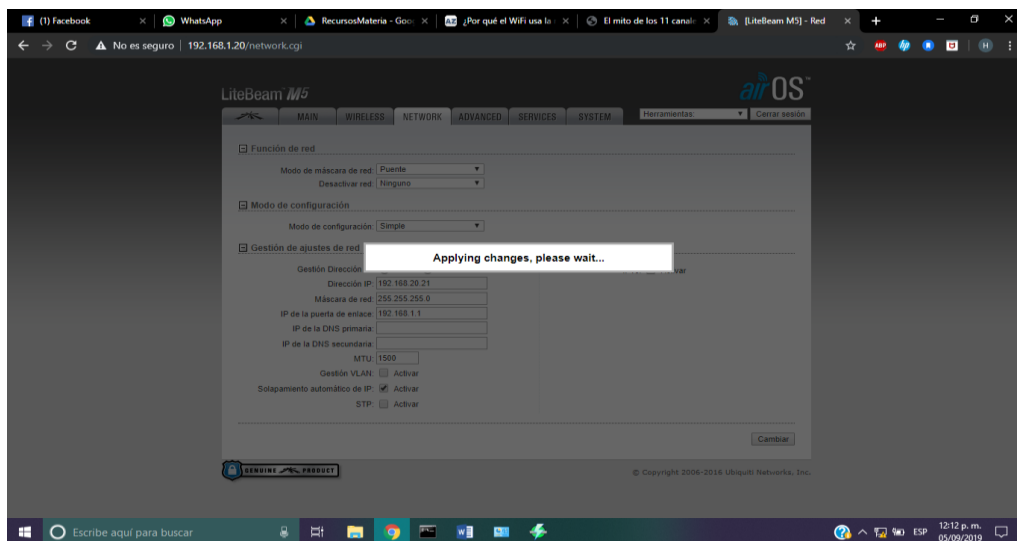 (1) Facebook
WhatsApp
RecursosMateria - Goo
¿Por qué el WiFi usa la
El mito de los 11 canale
[LiteBeam M5] - Red
No es seguro
192.168.1.20/network.cgi
ABP
hp
H
LiteBeam M5
airOS™
MAIN
WIRELESS
NETWORK
ADVANCED
SERVICES
SYSTEM
Herramientas:
Cerrar sesión
Función de red
Modo de máscara de red: Puente
Desactivar red: Ninguno
Modo de configuración
Modo de configuración: Simple
Gestión de ajustes de red
Applying changes, please wait...
Gestión Dirección
Dirección IP: 192.168.20.21
Máscara de red: 255.255.255.0
IP de la puerta de enlace: 192.168.1.1
IP de la DNS primaria:
IP de la DNS secundaria:
MTU: 1500
Gestión VLAN: Activar
Solapamiento automático de IP: Activar
STP: Activar
Cambiar
GENUINE PRODUCT
© Copyright 2006-2016 Ubiquiti Networks, Inc.
Escribe aquí para buscar
ESP
12:12 p. m.
05/09/2019